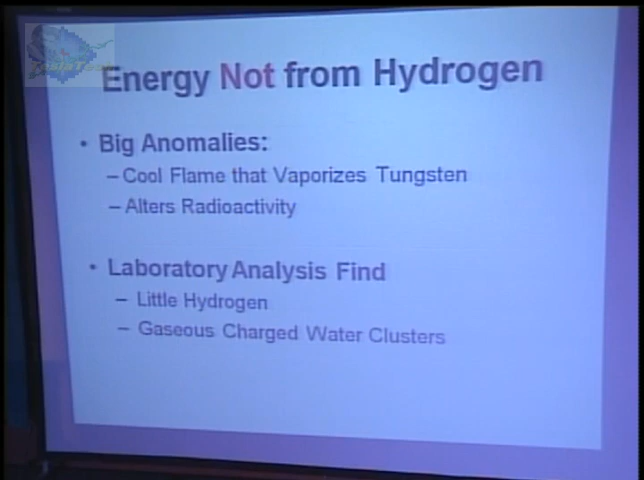 TeslaTech
Energy Not from Hydrogen
• Big Anomalies:
– Cool Flame that Vaporizes Tungsten
– Alters Radioactivity
• Laboratory Analysis Find
– Little Hydrogen
– Gaseous Charged Water Clusters